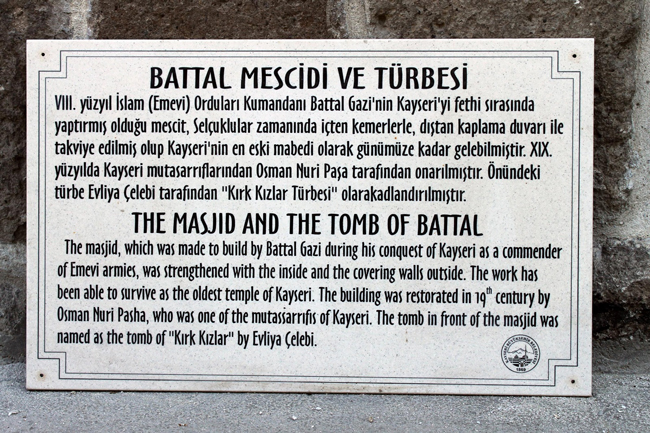 BATTAL MESCİDİ VE TÜRBESİ
VIII. yüzyıl İslam (Emevi) Orduları Kumandanı Battal Gazi'nin Kayseri'yi fethi sırasında
yaptırmış olduğu mescit, Selçuklular zamanında içten kemerlerle, dıştan kaplama duvarı ile
takviye edilmiş olup Kayseri'nin en eski mabedi olarak günümüze kadar gelebilmiştir. XIX.
yüzyılda Kayseri mutasarrıflarından Osman Nuri Paşa tarafından onarılmıştır. Önündeki
türbe Evliya Çelebi tarafından "Kırk Kızlar Türbesi" olarakadlandırılmıştır.
THE MASJID AND THE TOMB OF BATTAL
The masjid, which was made to build by Battal Gazi during his conquest of Kayseri as a commender
of Emevi armies, was strengthened with the inside and the covering walls outside. The work has
been able to survive as the oldest temple of Kayseri. The building was restorated in 19th century by
Osman Nuri Pasha, who was one of the mutasarrıfis of Kayseri. The tomb in front of the masjid was
named as the tomb of "Kırk Kızlar" by Evliya Çelebi.